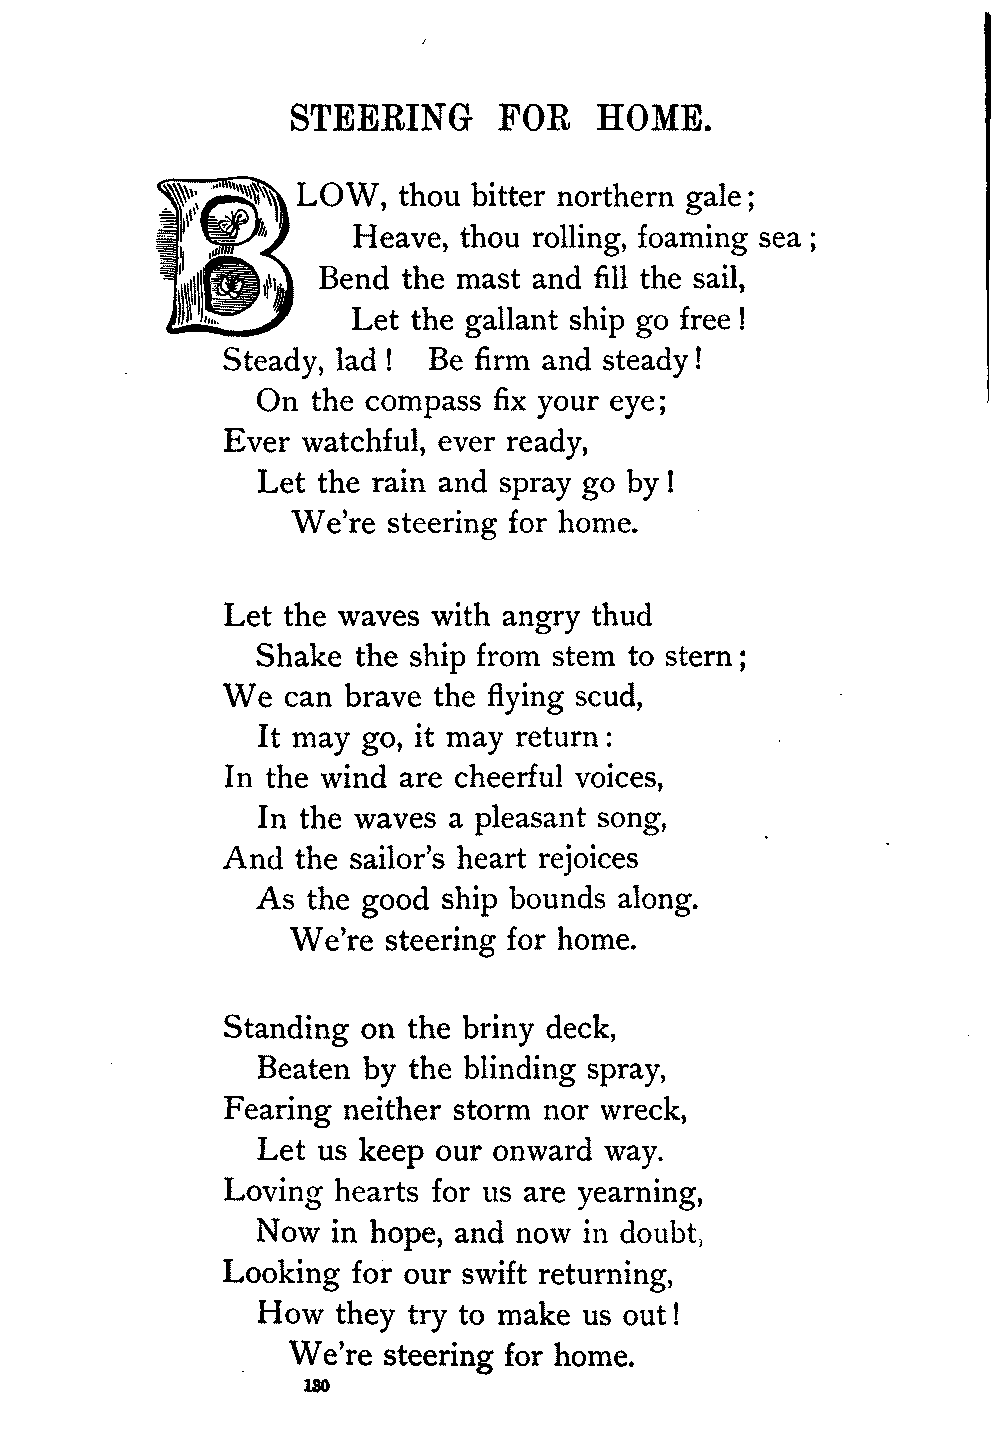 STEERING FOR HOME.
BLOW, thou bitter northern gale;
Heave, thou rolling, foaming sea;
Bend the mast and fill the sail,
Let the gallant ship go free!
Steady, lad! Be firm and steady!
On the compass fix your eye;
Ever watchful, ever ready,
Let the rain and spray go by!
We're steering for home.
Let the waves with angry thud
Shake the ship from stem to stern;
We can brave the flying scud,
It may go, it may return:
In the wind are cheerful voices,
In the waves a pleasant song,
And the sailor's heart rejoices
As the good ship bounds along.
We're steering for home.
Standing on the briny deck,
Beaten by the blinding spray,
Fearing neither storm nor wreck,
Let us keep our onward way.
Loving hearts for us are yearning,
Now in hope, and now in doubt,
Looking for our swift returning,
How they try to make us out!
We're steering for home.
130